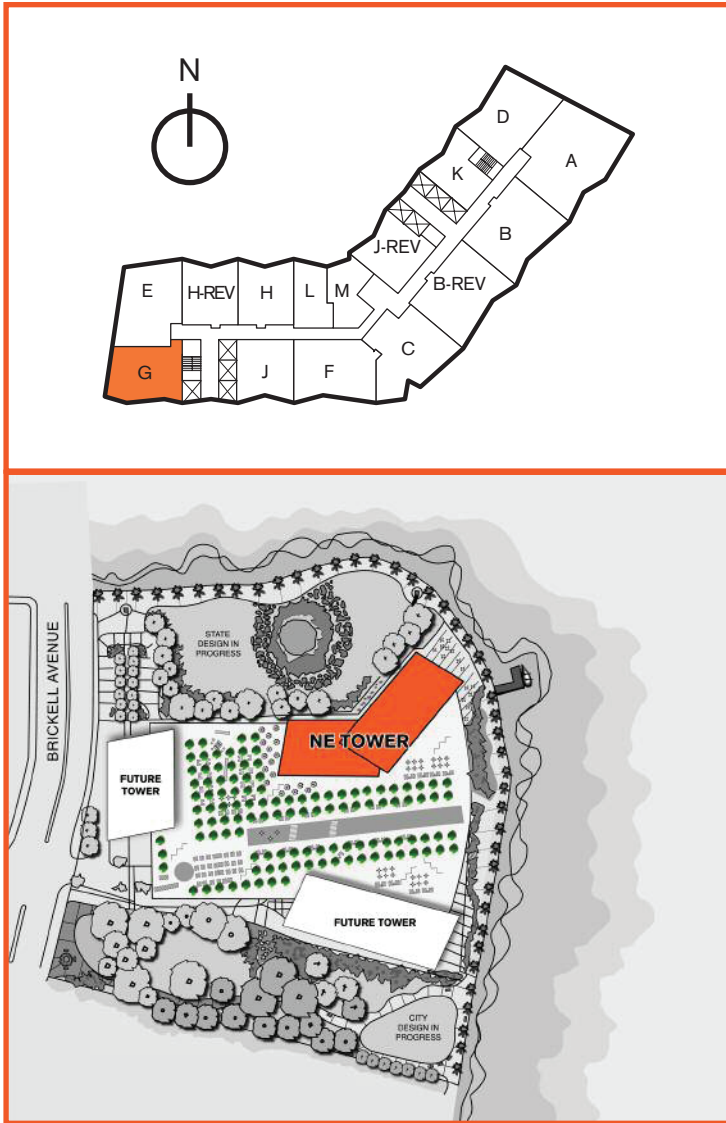 N
D
A
K
B
J-REV
B-REV
E
H-REV
H
L
M
C
G
J
F
BRICKELL AVENUE
STATE
DESIGN IN
PROGRESS
NE TOWER
FUTURE
TOWER
FUTURE TOWER
CITY
DESIGN IN
PROGRESS